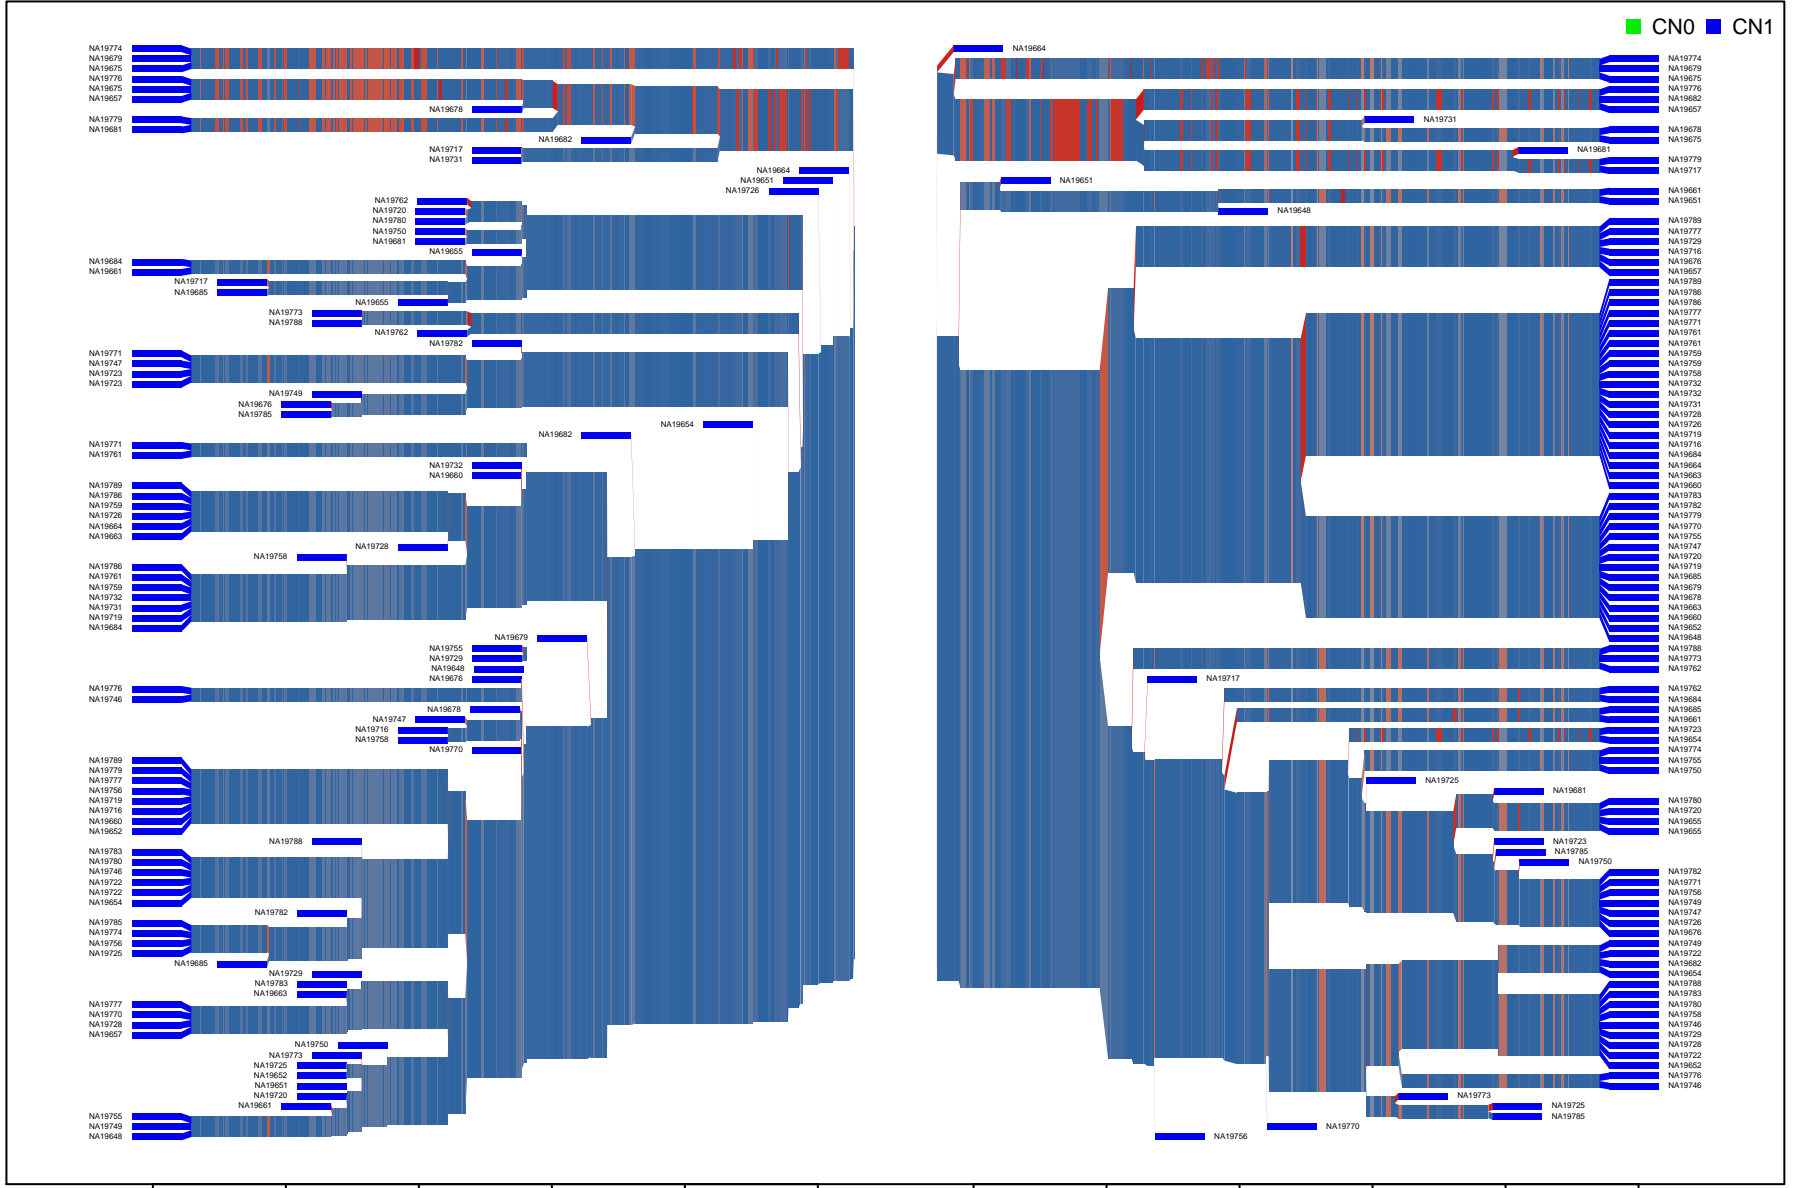 CN0 CN1
NA19774
NA19679
NA19675
NA19776
NA19675
NA19657
NA19678
NA19779
NA19681
NA19682
NA19717
NA19731
NA19664
NA19651
NA19726
NA19762
NA19720
NA19780
NA19750
NA19681
NA19655
NA19684
NA19661
NA19717
NA19685
NA19655
NA19773
NA19788
NA19762
NA19782
NA19771
NA19747
NA19723
NA19723
NA19749
NA19676
NA19785
NA19654
NA19682
NA19771
NA19761
NA19732
NA19660
NA19789
NA19786
NA19759
NA19726
NA19664
NA19663
NA19728
NA19758
NA19786
NA19761
NA19759
NA19732
NA19731
NA19719
NA19684
NA19679
NA19755
NA19729
NA19648
NA19676
NA19776
NA19746
NA19678
NA19747
NA19716
NA19758
NA19770
NA19789
NA19779
NA19777
NA19756
NA19719
NA19716
NA19660
NA19652
NA19788
NA19783
NA19780
NA19746
NA19722
NA19722
NA19654
NA19782
NA19785
NA19774
NA19756
NA19725
NA19685
NA19729
NA19783
NA19663
NA19777
NA19770
NA19728
NA19657
NA19750
NA19773
NA19725
NA19652
NA19651
NA19720
NA19661
NA19755
NA19749
NA19648
NA19664
NA19774
NA19679
NA19675
NA19776
NA19682
NA19657
NA19731
NA19678
NA19675
NA19681
NA19779
NA19717
NA19651
NA19661
NA19651
NA19648
NA19789
NA19777
NA19729
NA19716
NA19676
NA19657
NA19789
NA19786
NA19786
NA19777
NA19771
NA19761
NA19761
NA19759
NA19759
NA19758
NA19732
NA19732
NA19731
NA19728
NA19726
NA19719
NA19716
NA19684
NA19664
NA19663
NA19660
NA19783
NA19782
NA19779
NA19770
NA19755
NA19747
NA19720
NA19719
NA19685
NA19679
NA19678
NA19663
NA19660
NA19652
NA19648
NA19788
NA19773
NA19762
NA19717
NA19762
NA19684
NA19685
NA19661
NA19723
NA19654
NA19774
NA19755
NA19750
NA19725
NA19681
NA19780
NA19720
NA19655
NA19655
NA19723
NA19785
NA19750
NA19782
NA19771
NA19756
NA19749
NA19747
NA19726
NA19676
NA19749
NA19722
NA19682
NA19654
NA19788
NA19783
NA19780
NA19758
NA19746
NA19729
NA19728
NA19722
NA19652
NA19776
NA19746
NA19773
NA19725
NA19785
NA19770
NA19756